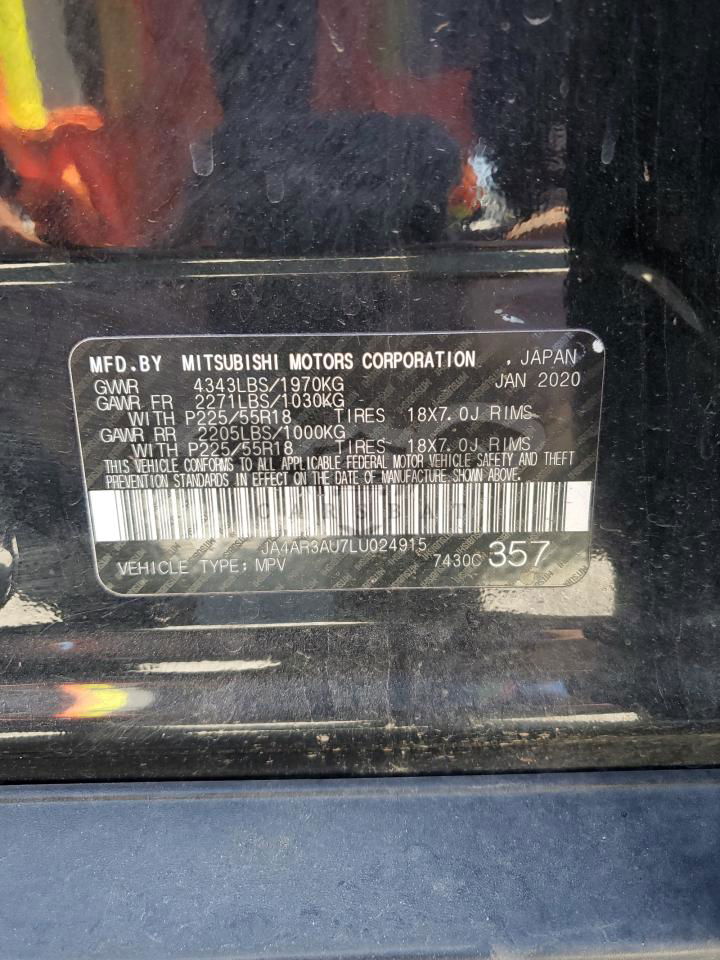 MFD.BY MITSUBISHI MOTORS CORPORATION , JAPAN
GVWR 4343LBS/1970KG JAN 2020
GAWR FR 2271LBS/1030KG
WITH P225/55R18 TIRES 18X7.0J RIMS
GAWR RR 2205LBS/1000KG
WITH P225/55R18 TIRES 18X7.0J RIMS
THIS VEHICLE CONFORMS TO ALL APPLICABLE FEDERAL MOTOR VEHICLE SAFETY AND THEFT
PREVENTION STANDARDS IN EFFECT ON THE DATE OF MANUFACTURE SHOWN ABOVE.
JA4AR3AU7LU024915
VEHICLE TYPE: MPV 7430C 357